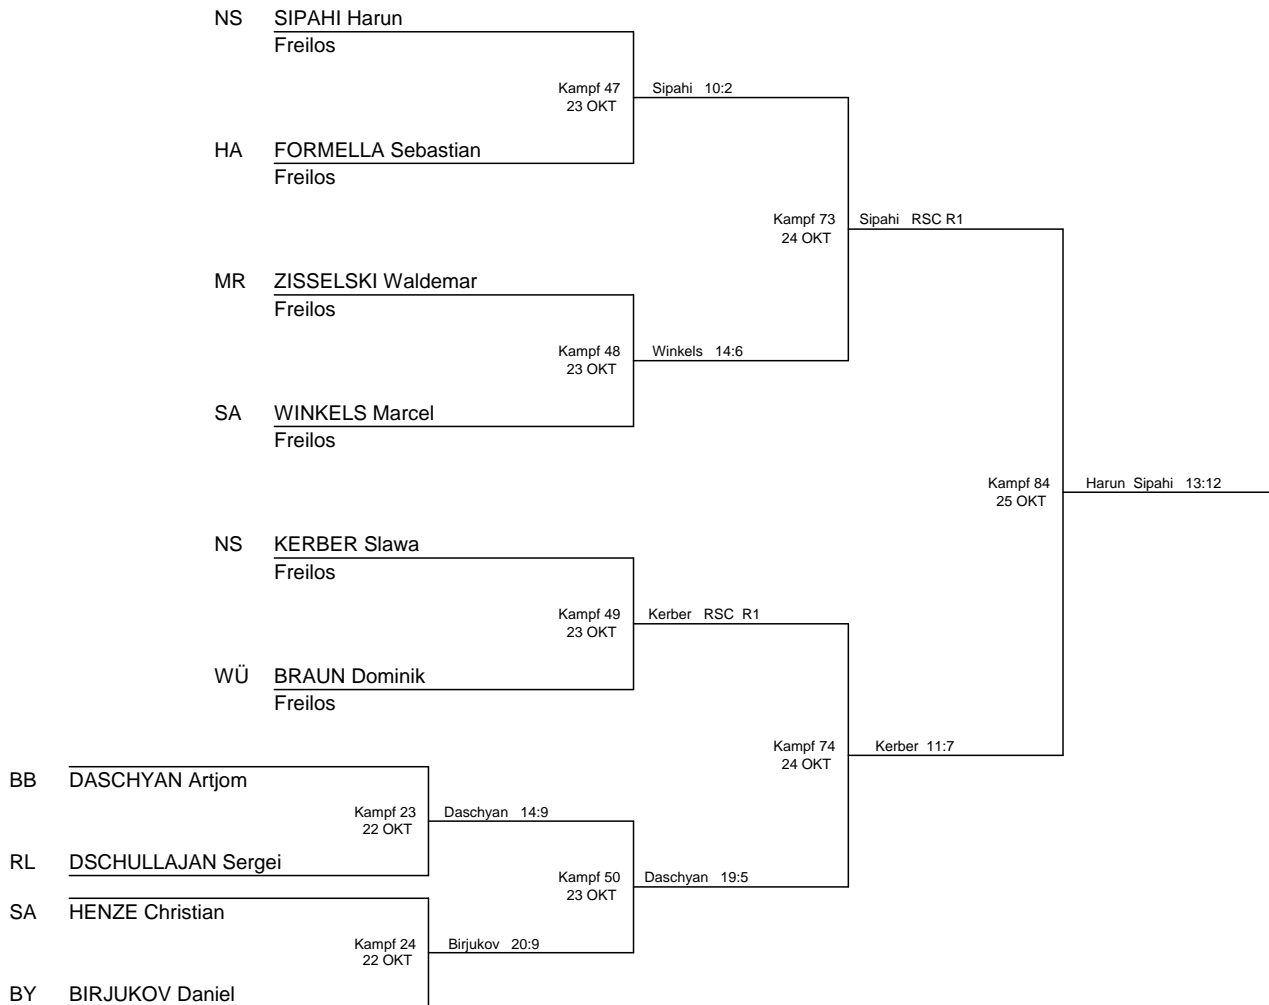 NS SIPAHI Harun
Freilos
Kampf 47 Sipahi 10:2
23 OKT
HA FORMELLA Sebastian
Freilos
Kampf 73 Sipahi RSC R1
24 OKT
MR ZISSELSKI Waldemar
Freilos
Kampf 48 Winkels 14:6
23 OKT
SA WINKELS Marcel
Freilos
Kampf 84 Harun Sipahi 13:12
25 OKT
NS KERBER Slawa
Freilos
Kampf 49 Kerber RSC R1
23 OKT
WÜ BRAUN Dominik
Freilos
Kampf 74 Kerber 11:7
24 OKT
BB DASCHYAN Artjom
Kampf 23 Daschyan 14:9
22 OKT
RL DSCHULLAJAN Sergei
Kampf 50 Daschyan 19:5
23 OKT
SA HENZE Christian
Kampf 24 Birjukov 20:9
22 OKT
BY BIRJUKOV Daniel